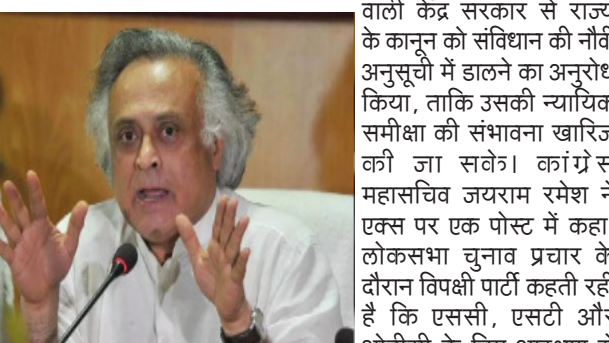 वाली केंद्र सरकार से राज्य
के कानून को संविधान की नौवीं
अनुसूची में डालने का अनुरोध
किया, ताकि उसकी न्यायिक
समीक्षा की संभावना खारिज
की जा सके। कांग्रेस
महासचिव जयराम रमेश ने
एक्स पर एक पोस्ट में कहा,
लोकसभा चुनाव प्रचार के
दौरान विपक्षी पार्टी कहती रही
है कि एससी, एसटी और